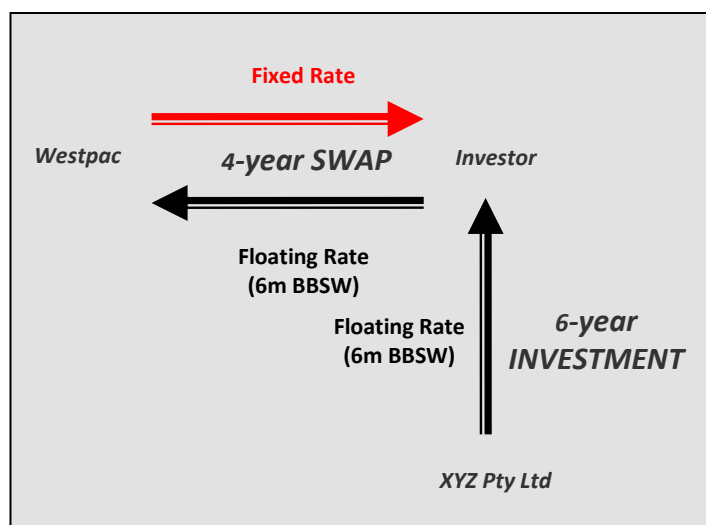 Fixed Rate
Westpac
4-year SWAP
Investor
Floating Rate
(6m BBSW)
Floating Rate
(6m BBSW)
6-year
INVESTMENT
XYZ Pty Ltd